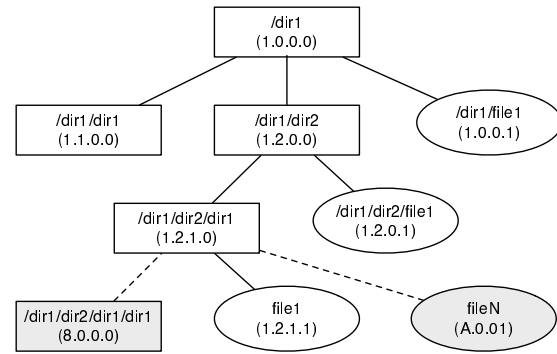 /dir1
(1.0.0.0)
/dir1/dir1
(1.1.0.0)
/dir1/dir2
(1.2.0.0)
/dir1/file1
(1.0.0.1)
/dir1/dir2/dir1
(1.2.1.0)
/dir1/dir2/file1
(1.2.0.1)
/dir1/dir2/dir1/dir1
(8.0.0.0)
file1
(1.2.1.1)
fileN
(A.0.01)